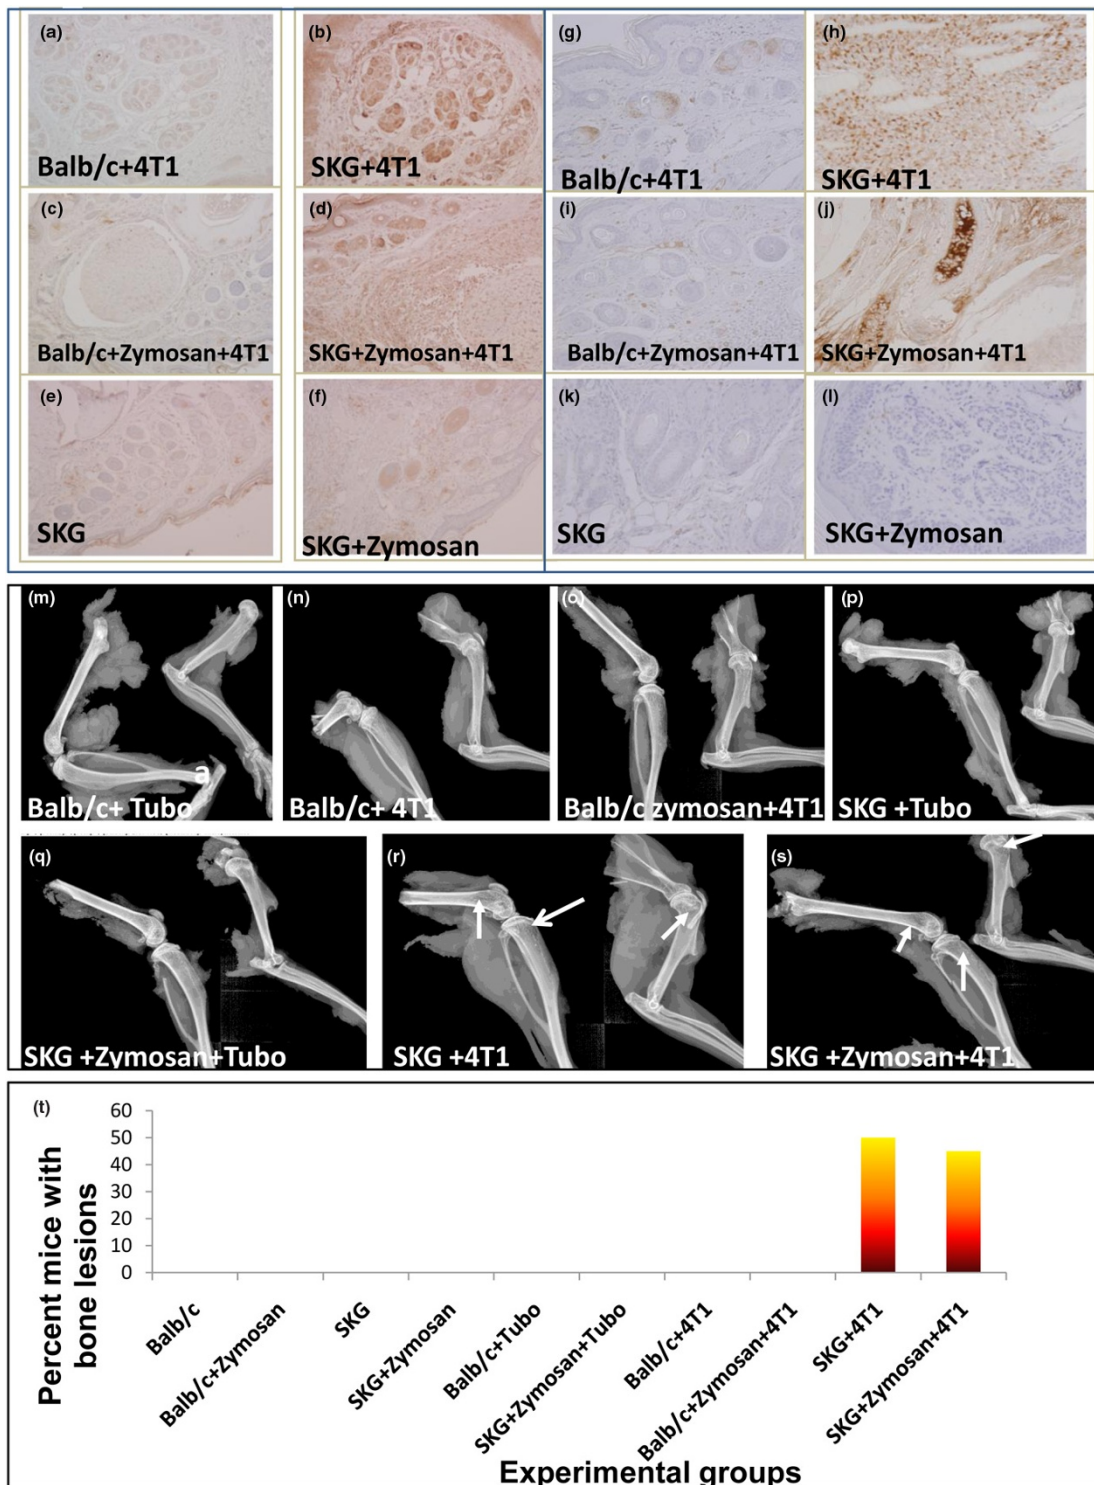 (a)
Balb/c+4T1
(b)
SKG+4T1
(g)
Balb/c+4T1
(h)
SKG+4T1
(c)
Balb/c+Zymosan+4T1
(d)
SKG+Zymosan+4T1
(i)
Balb/c+Zymosan+4T1
(j)
SKG+Zymosan+4T1
(e)
SKG
(f)
SKG+Zymosan
(k)
SKG
(l)
SKG+Zymosan
(m)
a
Balb/c+ Tubo
(n)
Balb/c+ 4T1
(o)
Balb/c zymosan+4T1
(p)
SKG +Tubo
(q)
SKG +Zymosan+Tubo
(r)
SKG +4T1
(s)
SKG +Zymosan+4T1
(t)
Percent mice with
bone lesions
60
50
40
30
20
10
0
Balb/c
Balb/c+Zymosan
SKG
SKG+Zymosan
Balb/c+Tubo
SKG+Zymosan+Tubo
Balb/c+4T1
Balb/c+Zymosan+4T1
SKG+4T1
SKG+Zymosan+4T1
Experimental groups